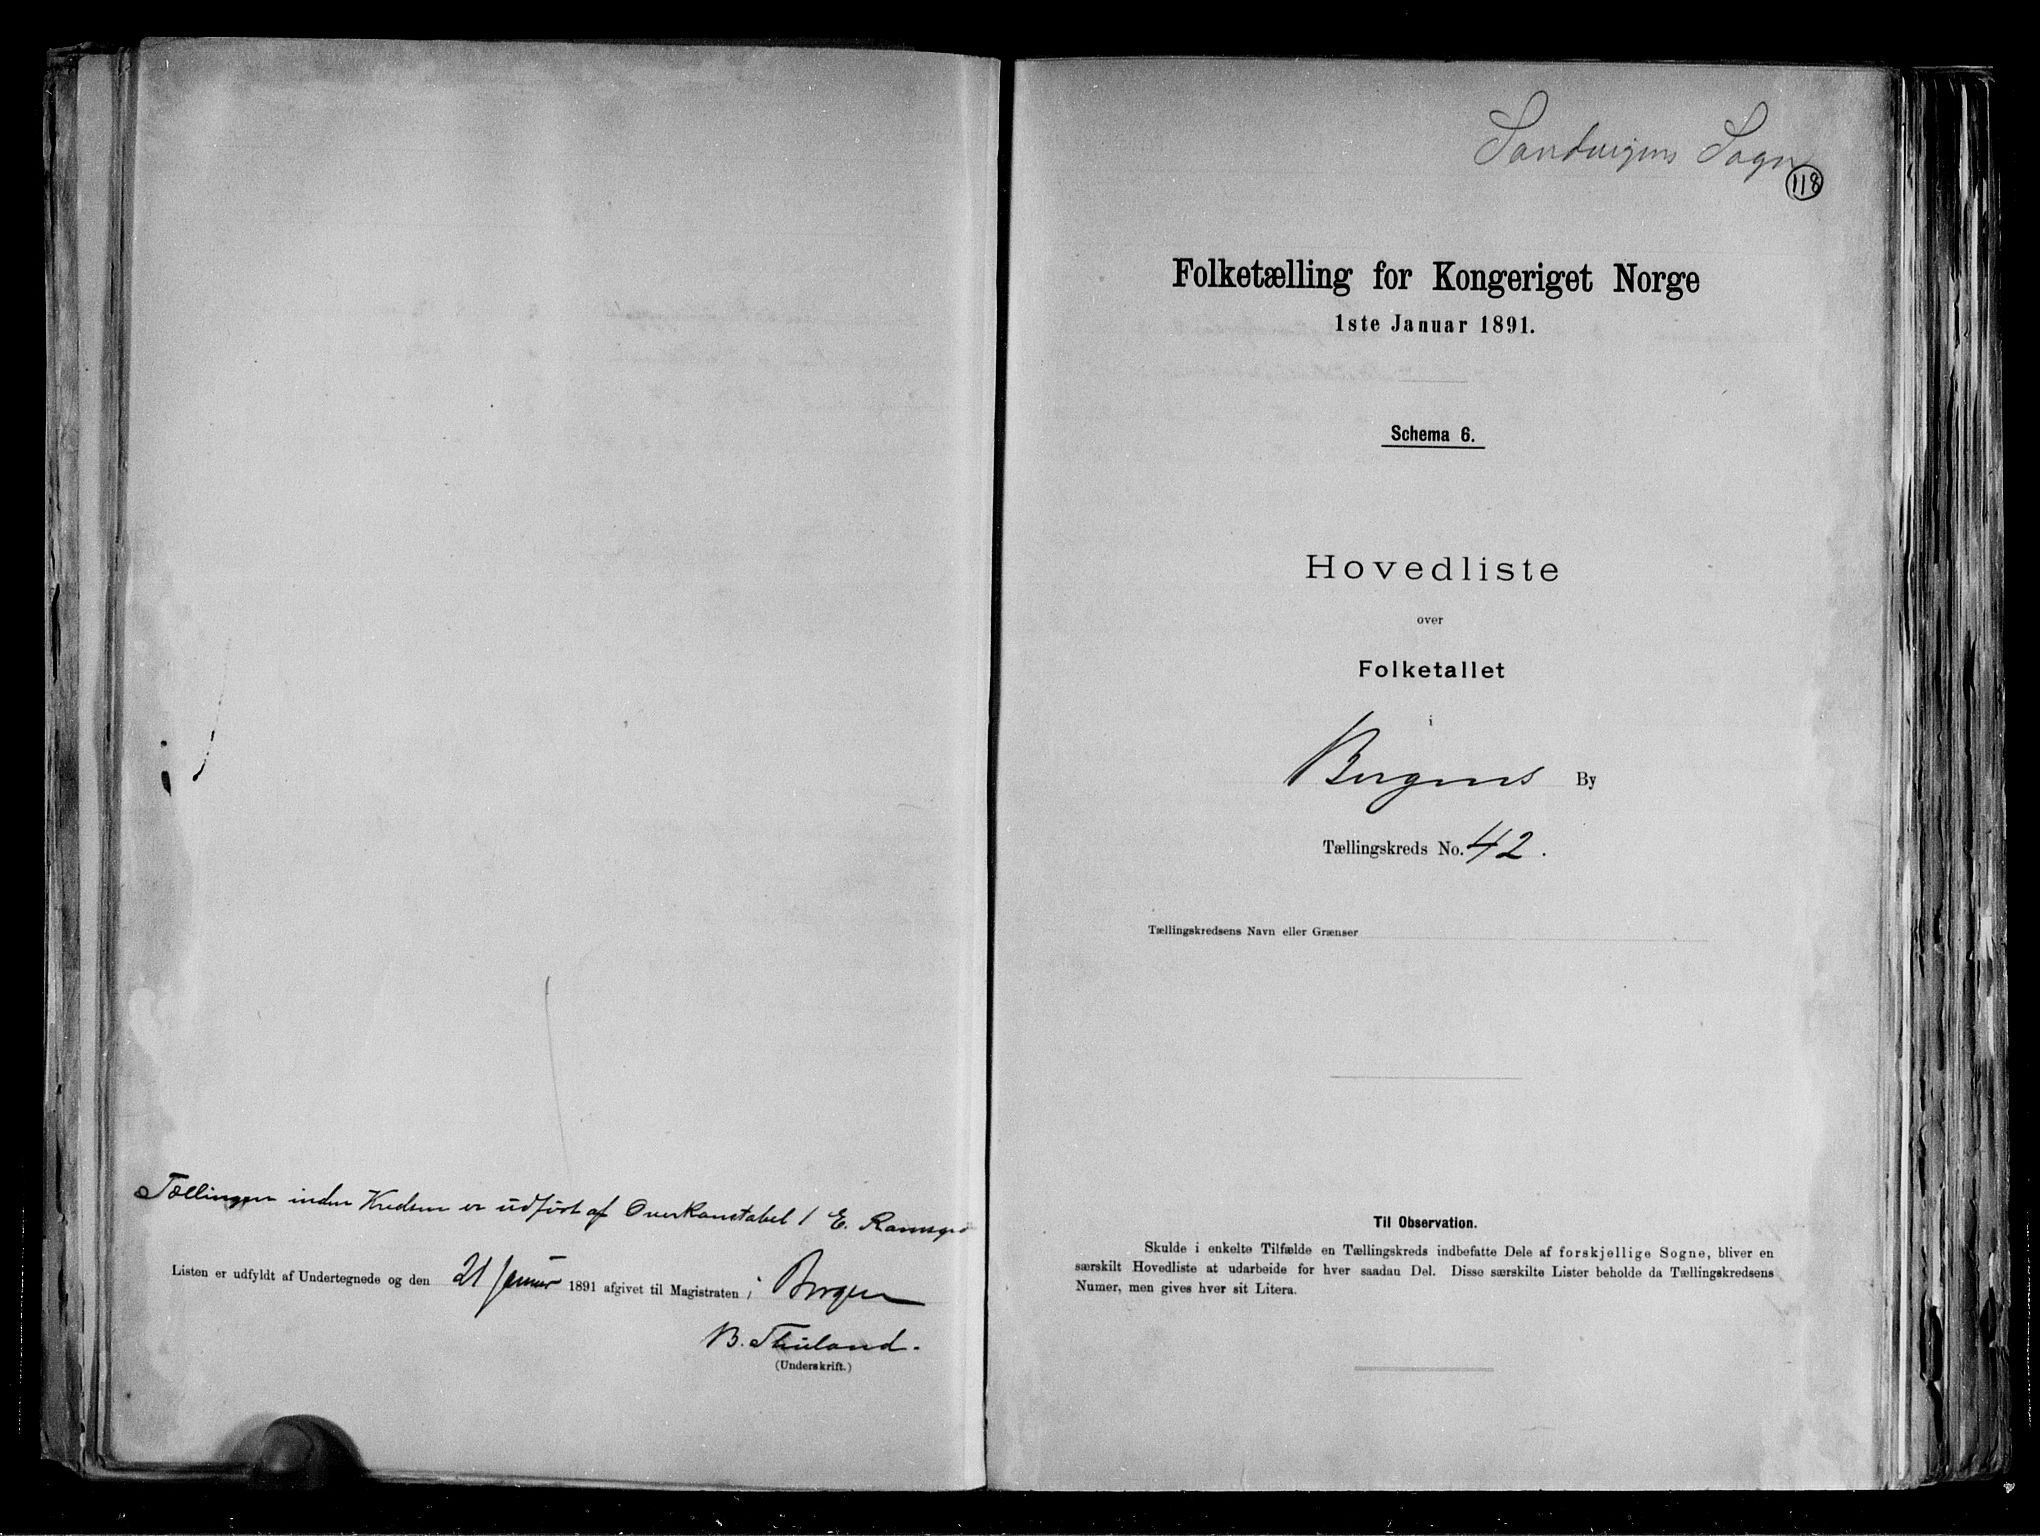 Tællingen inden Kredsen er udført af Overkonstabel 1 E.
Listen er udfyldt af Undertegnede og den 21 Januar 1891 afgivet til Magistraten i Bergen
B. Thuland.
(Underskrift.)
Sandvigens Sogn
118
Folketælling for Kongeriget Norge
1ste Januar 1891.
Schema 6.
Hovedliste
over
Folketallet
i
Bergens By
Tællingskreds No. 42.
Tællingskredsens Navn eller Grænser
Til Observation.
Skulde i enkelte Tilfælde en Tællingskreds indbefatte Dele af forskjellige Sogne, bliver en
særskilt Hovedliste at udarbeide for hver saadan Del. Disse særskilte Lister beholde da Tællingskredsens
Numer, men gives hver sit Litera.